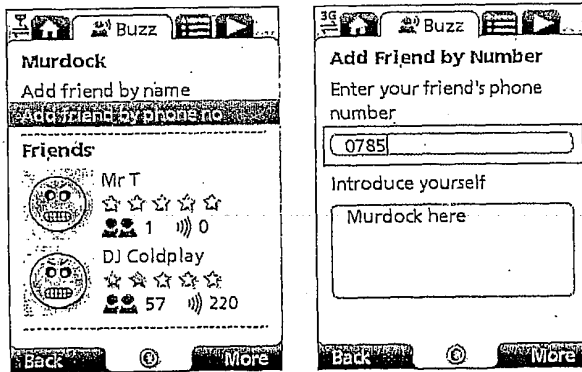 Buzz
Murdock
Add friend by name
Add friend by phone no
Friends
Mr T
1 0
DJ Coldplay
57 220
Back More
3G
Buzz
Add Friend by Number
Enter your friend's phone
number
0785
Introduce yourself
Murdock here
Back More